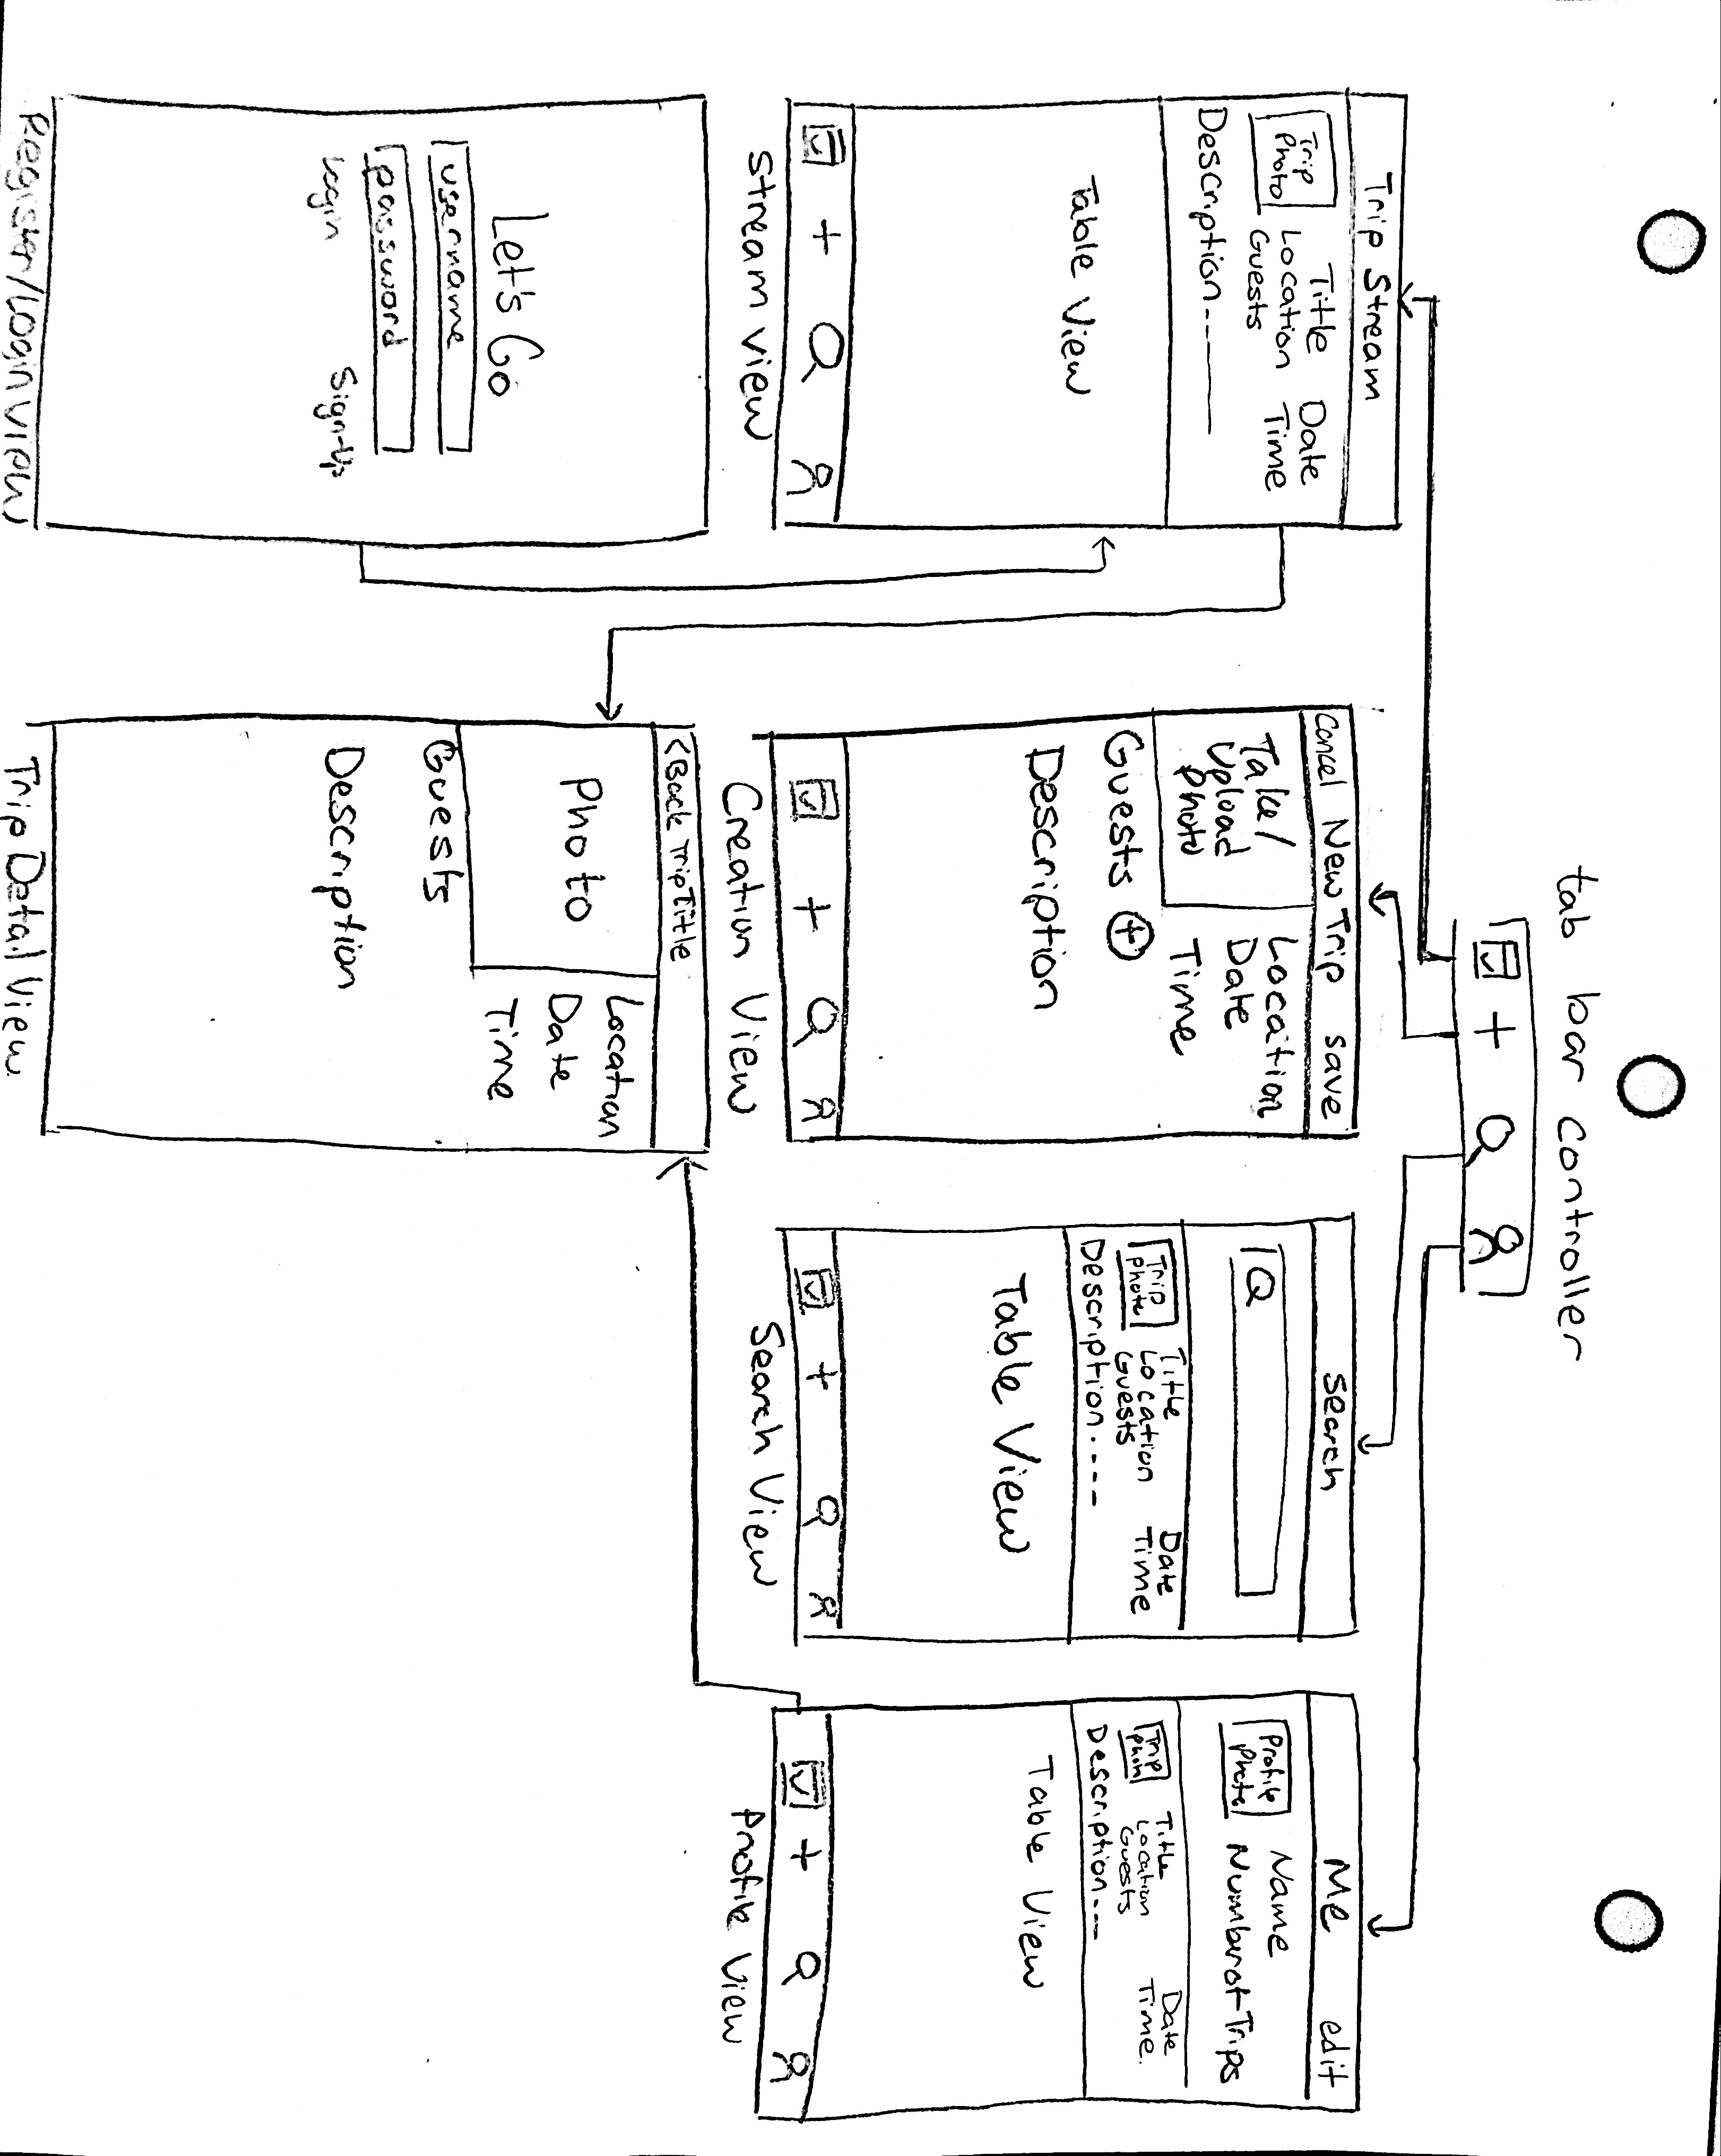 tab bar controller
Trip Stream
Trip
Photo
Title Date
Location Time
Guests
Description
Table View
Stream View
Cancel New Trip save
Take/
Upload
Photo
Location
Date
Time
Guests +
Description
Creation View
Search
Trip
Photo
Title Date
Location Time
Guests
Description....
Table View
Search View
Me edit
Profile
Photo
Name
Number of Trips
Trip
Photo
Title Date
Location Time.
Guests
Description...
Table View
Profile View
Let's Go
username
password
Login Sign-Up
Register/Login View
<Back Trip Title
Photo
Location
Date
Time
Guests
Description
Trip Detail View